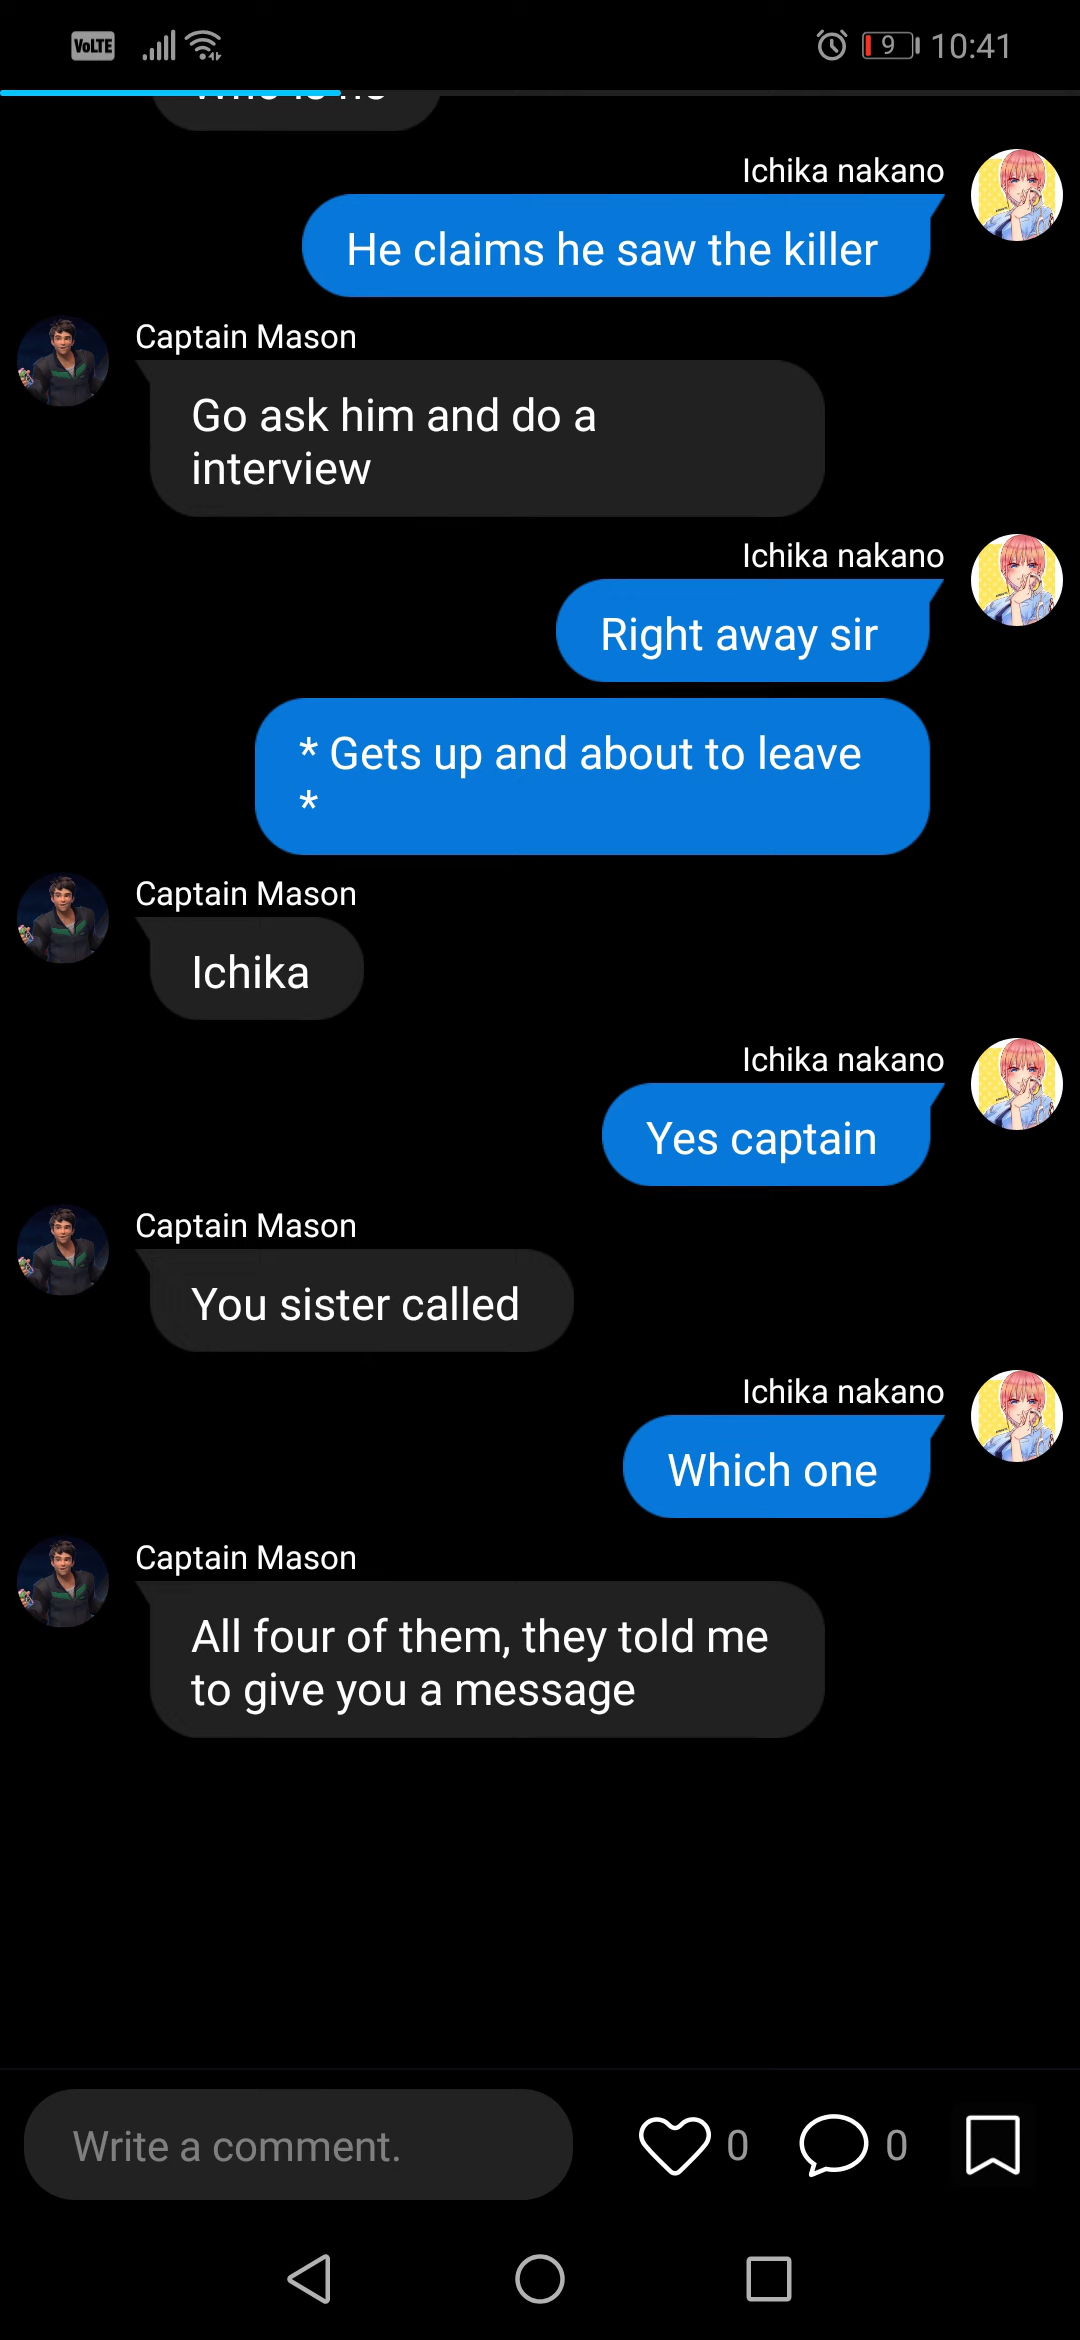 VoLTE
9
10:41
Ichika nakano
He claims he saw the killer
Captain Mason
Go ask him and do a
interview
Ichika nakano
Right away sir
* Gets up and about to leave
*
Captain Mason
Ichika
Ichika nakano
Yes captain
Captain Mason
You sister called
Ichika nakano
Which one
Captain Mason
All four of them, they told me
to give you a message
Write a comment.
0
0